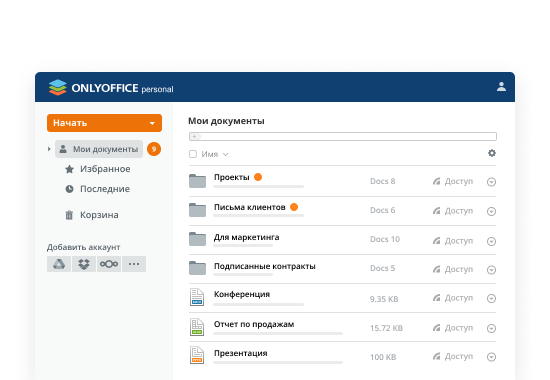 ONLYOFFICE personal
Начать
Мои документы 9
Избранное
Последние
Корзина
Добавить аккаунт
Мои документы
Имя
Проекты Docs 8 Доступ
Письма клиентов Docs 6 Доступ
Для маркетинга Docs 10 Доступ
Подписанные контракты Docs 5 Доступ
Конференция 9.35 KB Доступ
Отчет по продажам 15.72 KB Доступ
Презентация 100 KB Доступ